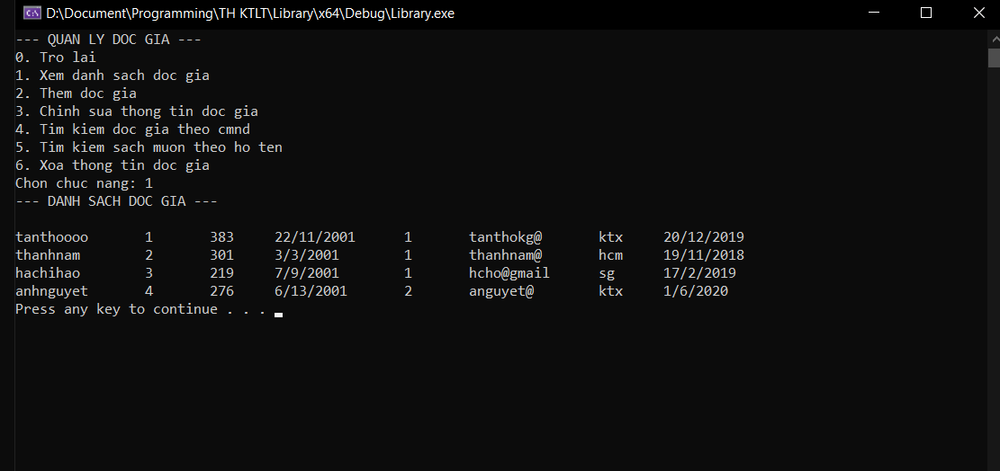 D:\Document\Programming\TH KTLT\Library\x64\Debug\Library.exe
--- QUAN LY DOC GIA ---
0. Tro lai
1. Xem danh sach doc gia
2. Them doc gia
3. Chinh sua thong tin doc gia
4. Tim kiem doc gia theo cmnd
5. Tim kiem sach muon theo ho ten
6. Xoa thong tin doc gia
Chon chuc nang: 1
--- DANH SACH DOC GIA ---
tanthoooo 1 383 22/11/2001 1 tanthokg@ ktx 20/12/2019
thanhnam 2 301 3/3/2001 1 thanhnam@ hcm 19/11/2018
hachihao 3 219 7/9/2001 1 hcho@gmail sg 17/2/2019
anhnguyet 4 276 6/13/2001 2 anguyet@ ktx 1/6/2020
Press any key to continue . . .